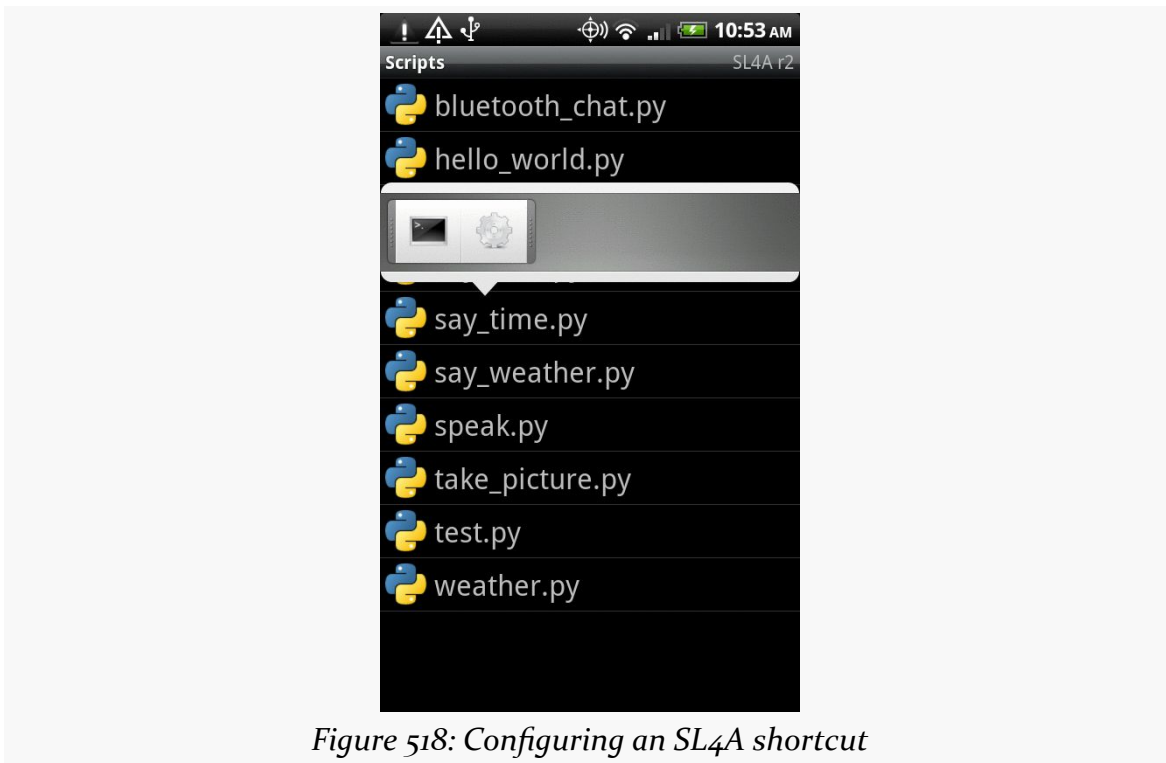 10:53 AM
Scripts SL4A r2
bluetooth_chat.py
hello_world.py
say_time.py
say_weather.py
speak.py
take_picture.py
test.py
weather.py
Figure 518: Configuring an SL4A shortcut